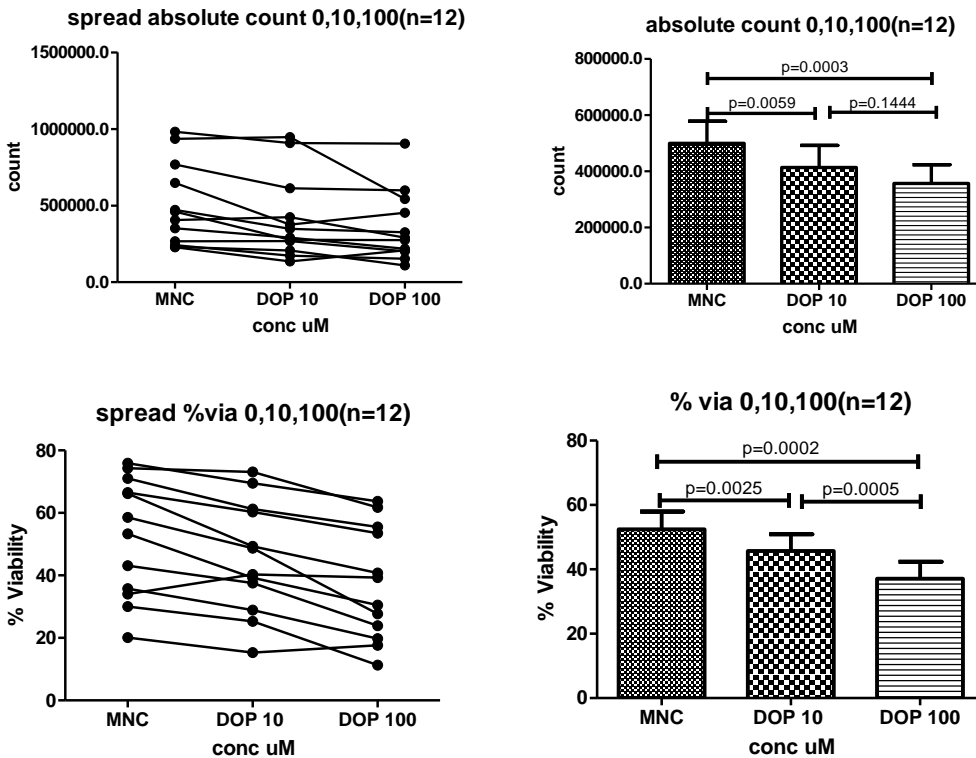 spread absolute count 0,10,100(n=12)
1500000.0
1000000.0
500000.0
0.0
count
MNC
DOP 10
DOP 100
conc uM
absolute count 0,10,100(n=12)
800000.0
600000.0
400000.0
200000.0
0.0
count
p=0.0003
p=0.0059
p=0.1444
MNC
DOP 10
DOP 100
conc uM
spread %via 0,10,100(n=12)
80
60
40
20
0
% Viability
MNC
DOP 10
DOP 100
conc uM
% via 0,10,100(n=12)
80
60
40
20
0
% Viability
p=0.0002
p=0.0025
p=0.0005
MNC
DOP 10
DOP 100
conc uM